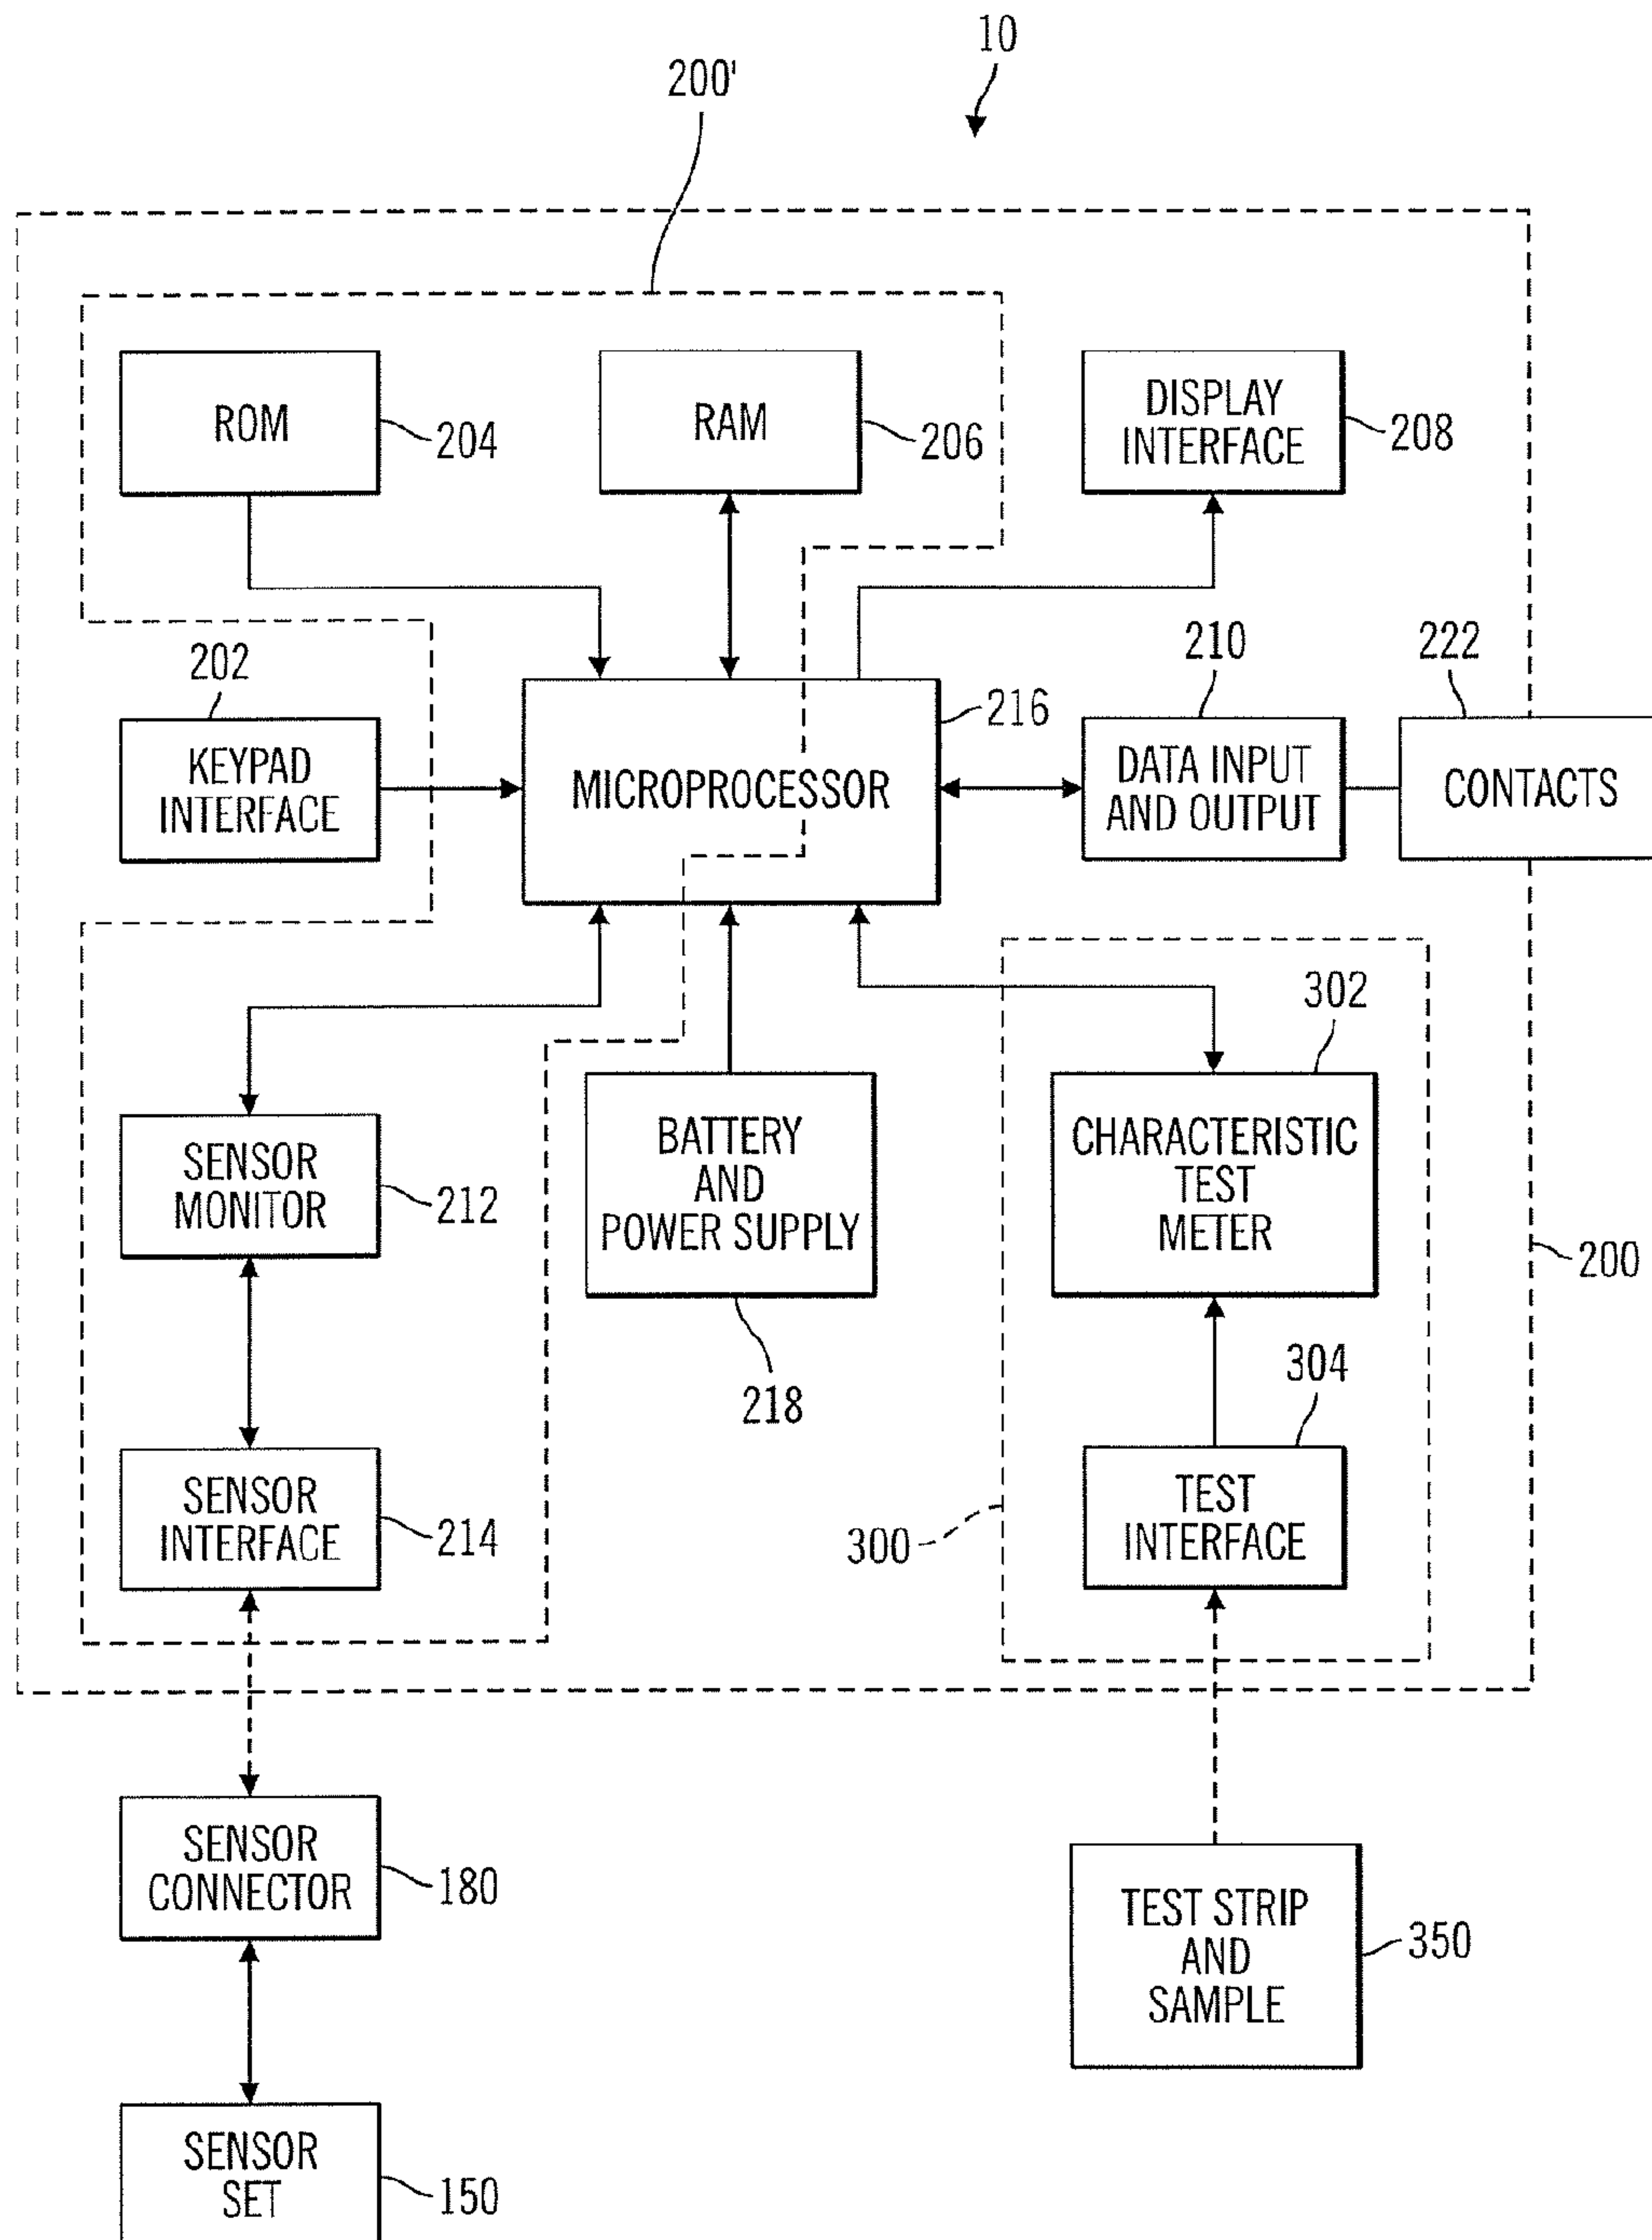 10
200'
ROM
204
RAM
206
DISPLAY
INTERFACE
208
202
KEYPAD
INTERFACE
MICROPROCESSOR
216
210
DATA INPUT
AND OUTPUT
222
CONTACTS
SENSOR
MONITOR
212
BATTERY
AND
POWER SUPPLY
218
302
CHARACTERISTIC
TEST
METER
200
SENSOR
INTERFACE
214
300
304
TEST
INTERFACE
SENSOR
CONNECTOR
180
TEST STRIP
AND
SAMPLE
350
SENSOR
SET
150